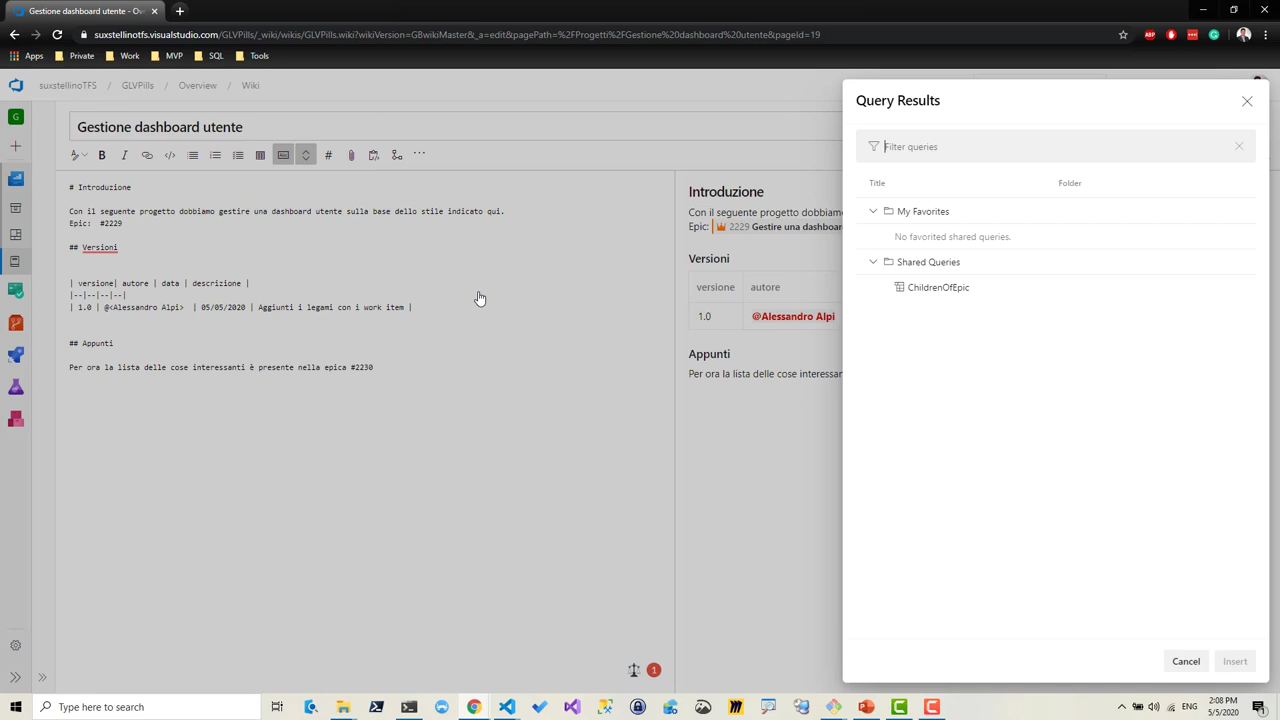 Gestione dashboard utente - Ov
suxstellinotfs.visualstudio.com/GLVPills/_wiki/wikis/GLVPills.wiki?wikiVersion=GBwikiMaster&_a=edit&pagePath=%2FProgetti%2FGestione%20dashboard%20utente&pageId=19
ABP
Apps
Private
Work
MVP
SQL
Tools
suxstellinoTFS / GLVPills / Overview / Wiki
G
Gestione dashboard utente
B I </> # ...
# Introduzione
Con il seguente progetto dobbiamo gestire una dashboard utente sulla base dello stile indicato qui.
Epic: #2229
## Versioni
| versione| autore | data | descrizione |
|--|--|--|--|
| 1.0 | @<Alessandro Alpi> | 05/05/2020 | Aggiunti i legami con i work item |
## Appunti
Per ora la lista delle cose interessanti è presente nella epica #2230
1
Introduzione
Con il seguente progetto dobbiamo
Epic: 2229 Gestire una dashboar
Versioni
versione autore
1.0 @Alessandro Alpi
Appunti
Per ora la lista delle cose interessan
Query Results
Filter queries
Title Folder
My Favorites
No favorited shared queries.
Shared Queries
ChildrenOfEpic
Cancel Insert
Type here to search
ENG
2:08 PM
5/5/2020
1